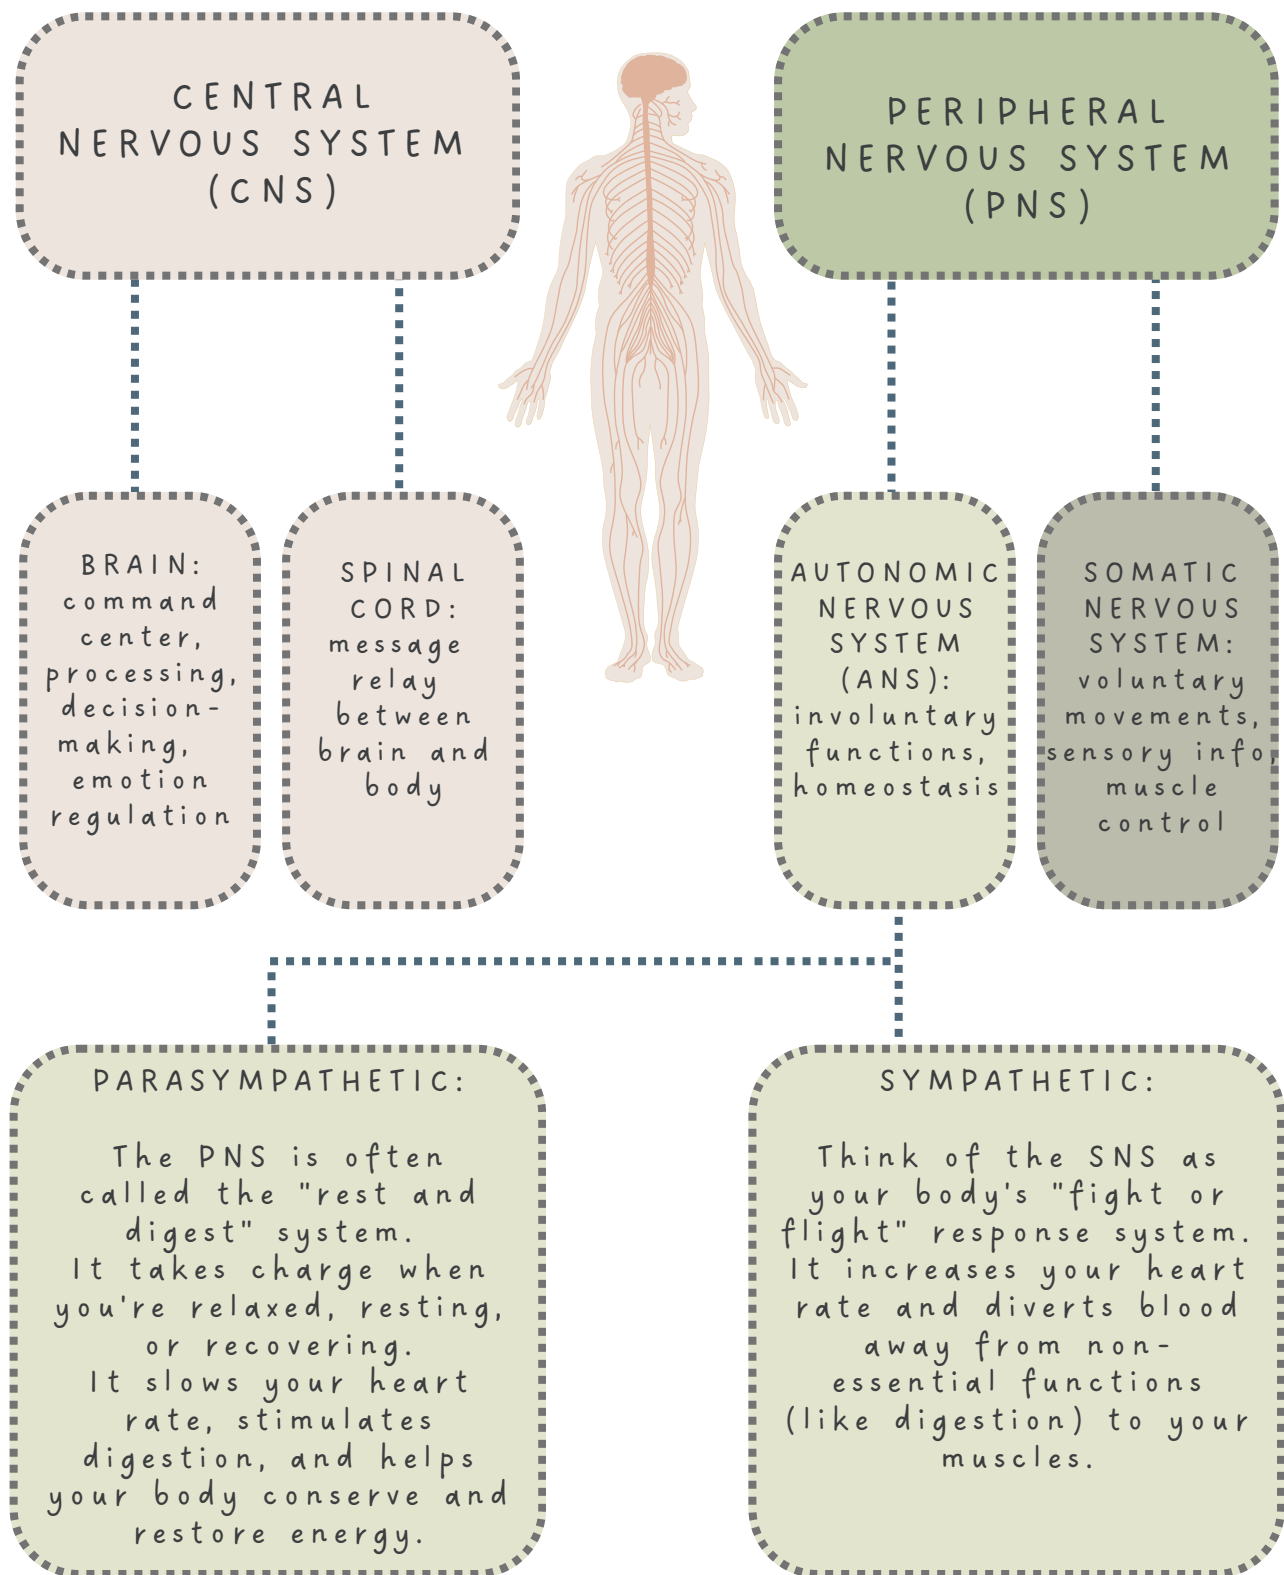 CENTRAL
NERVOUS SYSTEM
(CNS)
PERIPHERAL
NERVOUS SYSTEM
(PNS)
BRAIN:
command
center,
processing,
decision-
making,
emotion
regulation
SPINAL
CORD:
message
relay
between
brain and
body
AUTONOMIC
NERVOUS
SYSTEM
(ANS):
involuntary
functions,
homeostasis
SOMATIC
NERVOUS
SYSTEM:
voluntary
movements,
sensory info,
muscle
control
PARASYMPATHETIC:
The PNS is often
called the "rest and
digest" system.
It takes charge when
you're relaxed, resting,
or recovering.
It slows your heart
rate, stimulates
digestion, and helps
your body conserve and
restore energy.
SYMPATHETIC:
Think of the SNS as
your body's "fight or
flight" response system.
It increases your heart
rate and diverts blood
away from non-
essential functions
(like digestion) to your
muscles.